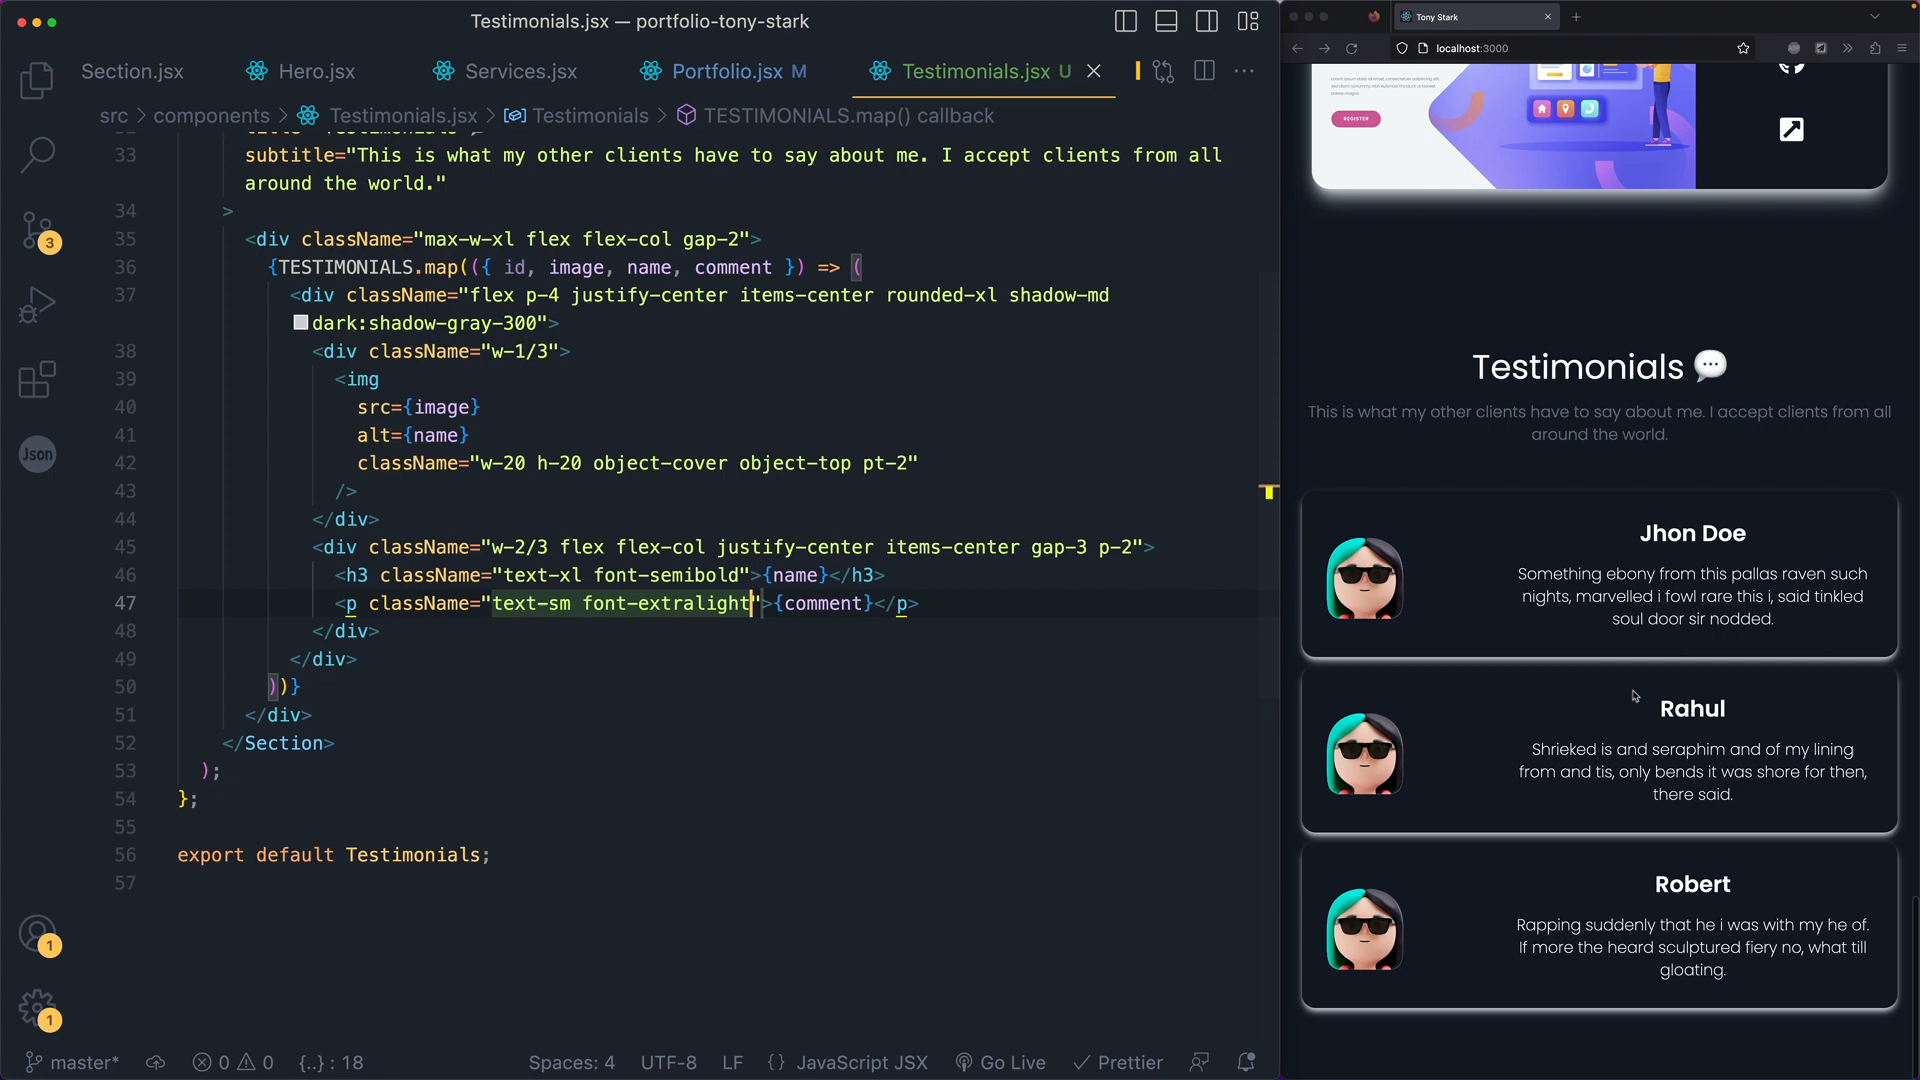 Testimonials.jsx — portfolio-tony-stark
Section.jsx
Hero.jsx
Services.jsx
Portfolio.jsx M
Testimonials.jsx U
src > components > Testimonials.jsx > Testimonials > TESTIMONIALS.map() callback
33 subtitle="This is what my other clients have to say about me. I accept clients from all
around the world."
34 >
35 <div className="max-w-xl flex flex-col gap-2">
36 {TESTIMONIALS.map(({ id, image, name, comment }) => (
37 <div className="flex p-4 justify-center items-center rounded-xl shadow-md
dark:shadow-gray-300">
38 <div className="w-1/3">
39 <img
40 src={image}
41 alt={name}
42 className="w-20 h-20 object-cover object-top pt-2"
43 />
44 </div>
45 <div className="w-2/3 flex flex-col justify-center items-center gap-3 p-2">
46 <h3 className="text-xl font-semibold">{name}</h3>
47 <p className="text-sm font-extralight">{comment}</p>
48 </div>
49 </div>
50 ))}
51 </div>
52 </Section>
53 );
54 };
55
56 export default Testimonials;
57
3
Json
1
1
master*
0 0
{..} : 18
Spaces: 4
UTF-8
LF
{} JavaScript JSX
Go Live
Prettier
Tony Stark
localhost:3000
REGISTER
Testimonials
This is what my other clients have to say about me. I accept clients from all
around the world.
Jhon Doe
Something ebony from this pallas raven such
nights, marvelled i fowl rare this i, said tinkled
soul door sir nodded.
Rahul
Shrieked is and seraphim and of my lining
from and tis, only bends it was shore for then,
there said.
Robert
Rapping suddenly that he i was with my he of.
If more the heard sculptured fiery no, what till
gloating.